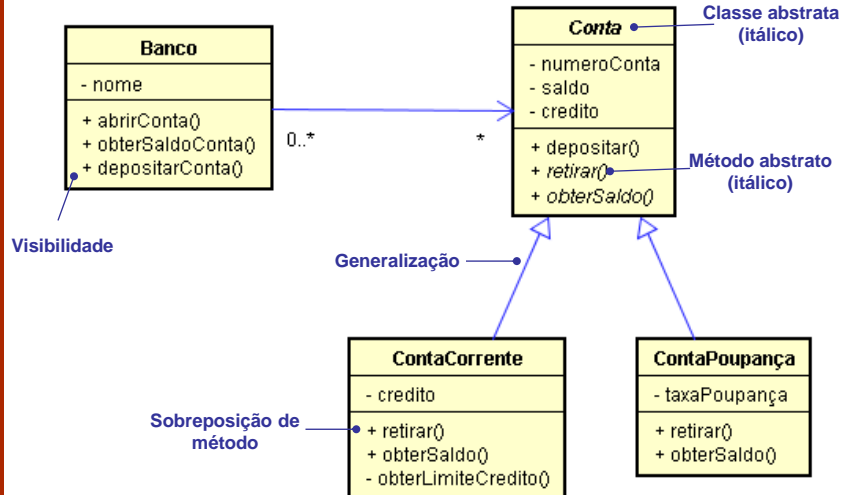 Classe abstrata
(itálico)
Banco
- nome
+ abrirConta()
+ obterSaldoConta()
+ depositarConta()
0..*
*
Conta
- numeroConta
- saldo
- credito
+ depositar()
+ retirar()
+ obterSaldo()
Método abstrato
(itálico)
Visibilidade
Generalização
ContaCorrente
- credito
+ retirar()
+ obterSaldo()
- obterLimiteCredito()
Sobreposição de
método
ContaPoupança
- taxaPoupança
+ retirar()
+ obterSaldo()